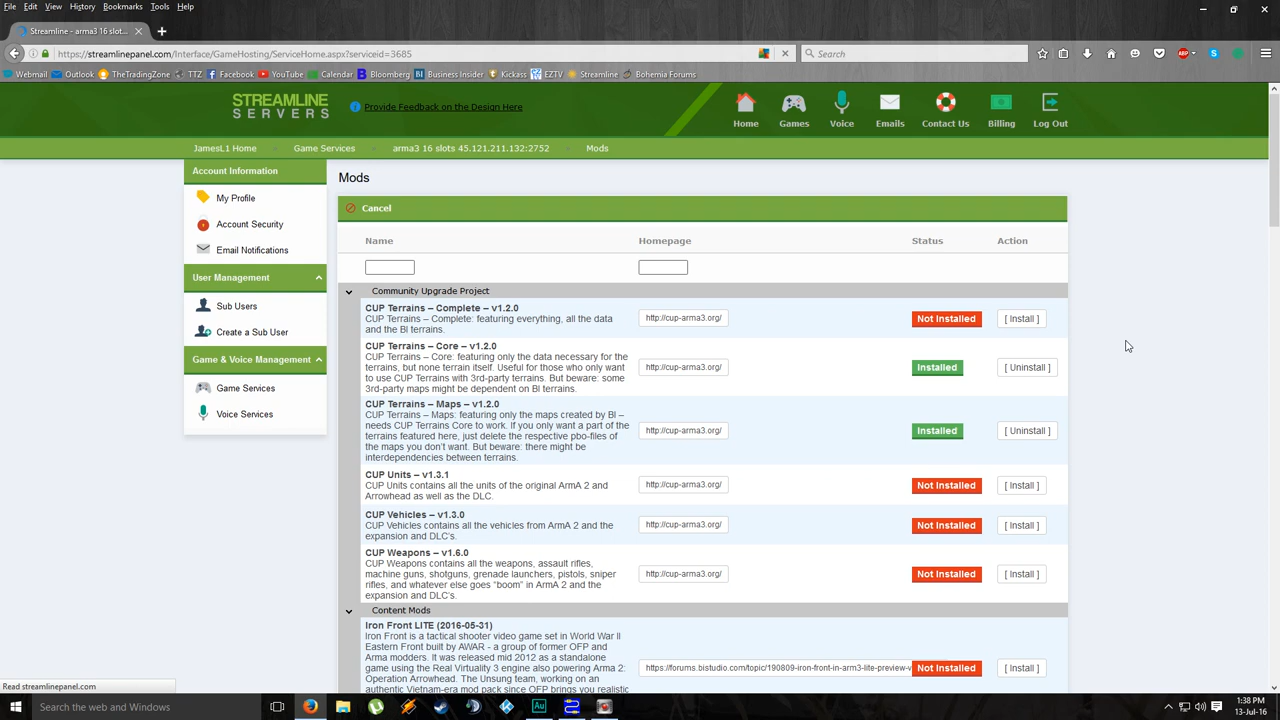 File Edit View History Bookmarks Tools Help
Streamline - arma3 16 slot...
https://streamlinepanel.com/Interface/GameHosting/ServiceHome.aspx?serviceid=3685
Search
Webmail Outlook TheTradingZone TTZ Facebook YouTube Calendar Bloomberg Business Insider Kickass EZTV Streamline Bohemia Forums
STREAMLINE
SERVERS
Provide Feedback on the Design Here
Home Games Voice Emails Contact Us Billing Log Out
JamesL1 Home Game Services arma3 16 slots 45.121.211.132:2752 Mods
Account Information
My Profile
Account Security
Email Notifications
User Management
Sub Users
Create a Sub User
Game & Voice Management
Game Services
Voice Services
Mods
Cancel
Name Homepage Status Action
Community Upgrade Project
CUP Terrains – Complete – v1.2.0
CUP Terrains – Complete: featuring everything, all the data
and the BI terrains.
http://cup-arma3.org/ Not Installed [ Install ]
CUP Terrains – Core – v1.2.0
CUP Terrains – Core: featuring only the data necessary for the
terrains, but none terrain itself. Useful for those who only want
to use CUP Terrains with 3rd-party terrains. But beware: some
3rd-party maps might be dependent on BI terrains.
http://cup-arma3.org/ Installed [ Uninstall ]
CUP Terrains – Maps – v1.2.0
CUP Terrains – Maps: featuring only the maps created by BI –
needs CUP Terrains Core to work. If you only want a part of the
terrains featured here, just delete the respective pbo-files of
the maps you don't want. But beware: there might be
interdependencies between terrains.
http://cup-arma3.org/ Installed [ Uninstall ]
CUP Units – v1.3.1
CUP Units contains all the units of the original ArmA 2 and
Arrowhead as well as the DLC.
http://cup-arma3.org/ Not Installed [ Install ]
CUP Vehicles – v1.3.0
CUP Vehicles contains all the vehicles from ArmA 2 and the
expansion and DLC's.
http://cup-arma3.org/ Not Installed [ Install ]
CUP Weapons – v1.6.0
CUP Weapons contains all the weapons, assault rifles,
machine guns, shotguns, grenade launchers, pistols, sniper
rifles, and whatever else goes “boom” in ArmA 2 and the
expansion and DLC's.
http://cup-arma3.org/ Not Installed [ Install ]
Content Mods
Iron Front LITE (2016-05-31)
Iron Front is a tactical shooter video game set in World War II
Eastern Front built by AWAR - a group of former OFP and
Arma modders. It was released mid 2012 as a standalone
game using the Real Virtuality 3 engine also powering Arma 2:
Operation Arrowhead. The Unsung team, working on an
authentic Vietnam-era mod pack since OFP brings you realistic
https://forums.bistudio.com/topic/190809-iron-front-in-arm3-lite-preview-v Not Installed [ Install ]
Read streamlinepanel.com
Search the web and Windows
1:38 PM
13-Jul-16